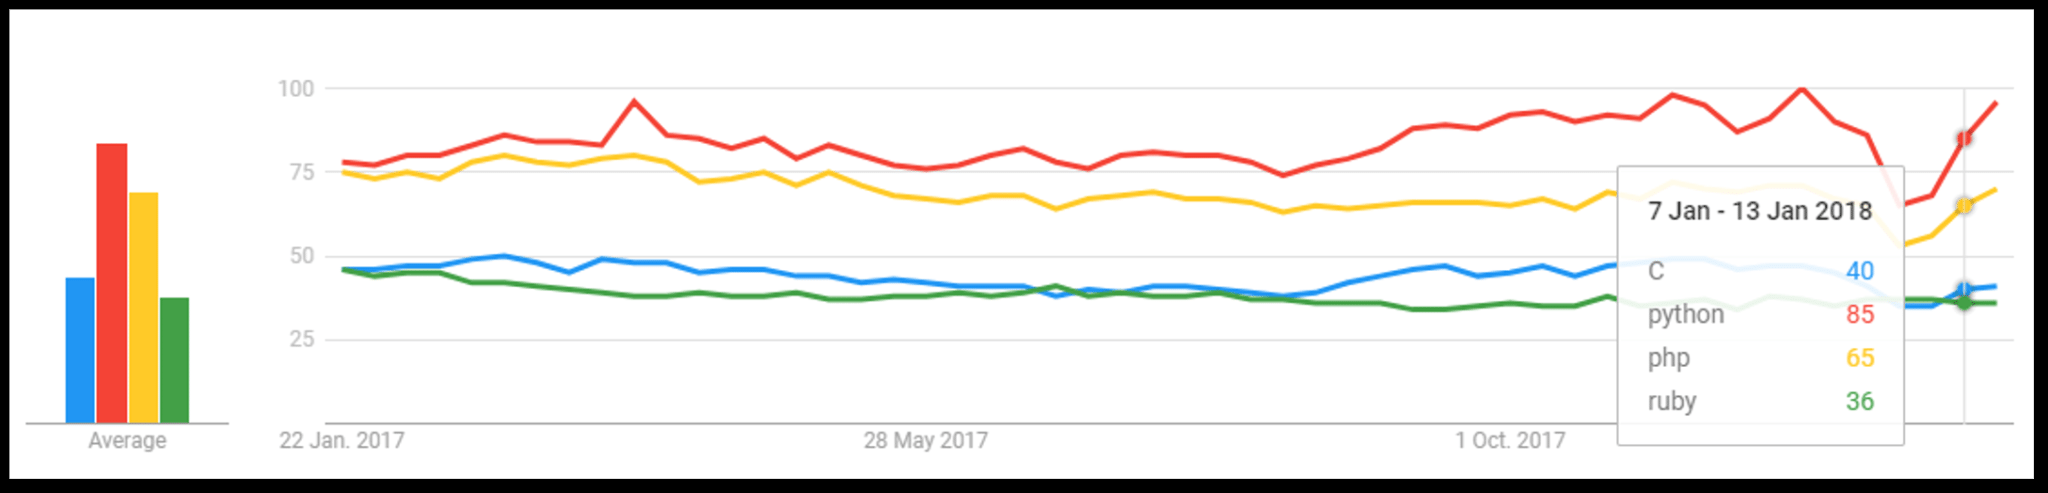 100
75
50
25
Average
22 Jan. 2017
28 May 2017
1 Oct. 2017
7 Jan - 13 Jan 2018
C 40
python 85
php 65
ruby 36